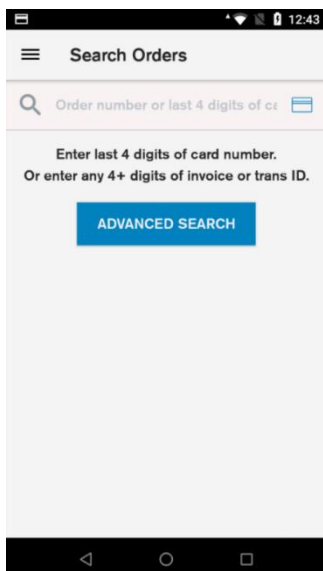 12:43
Search Orders
Order number or last 4 digits of ca
Enter last 4 digits of card number.
Or enter any 4+ digits of invoice or trans ID.
ADVANCED SEARCH